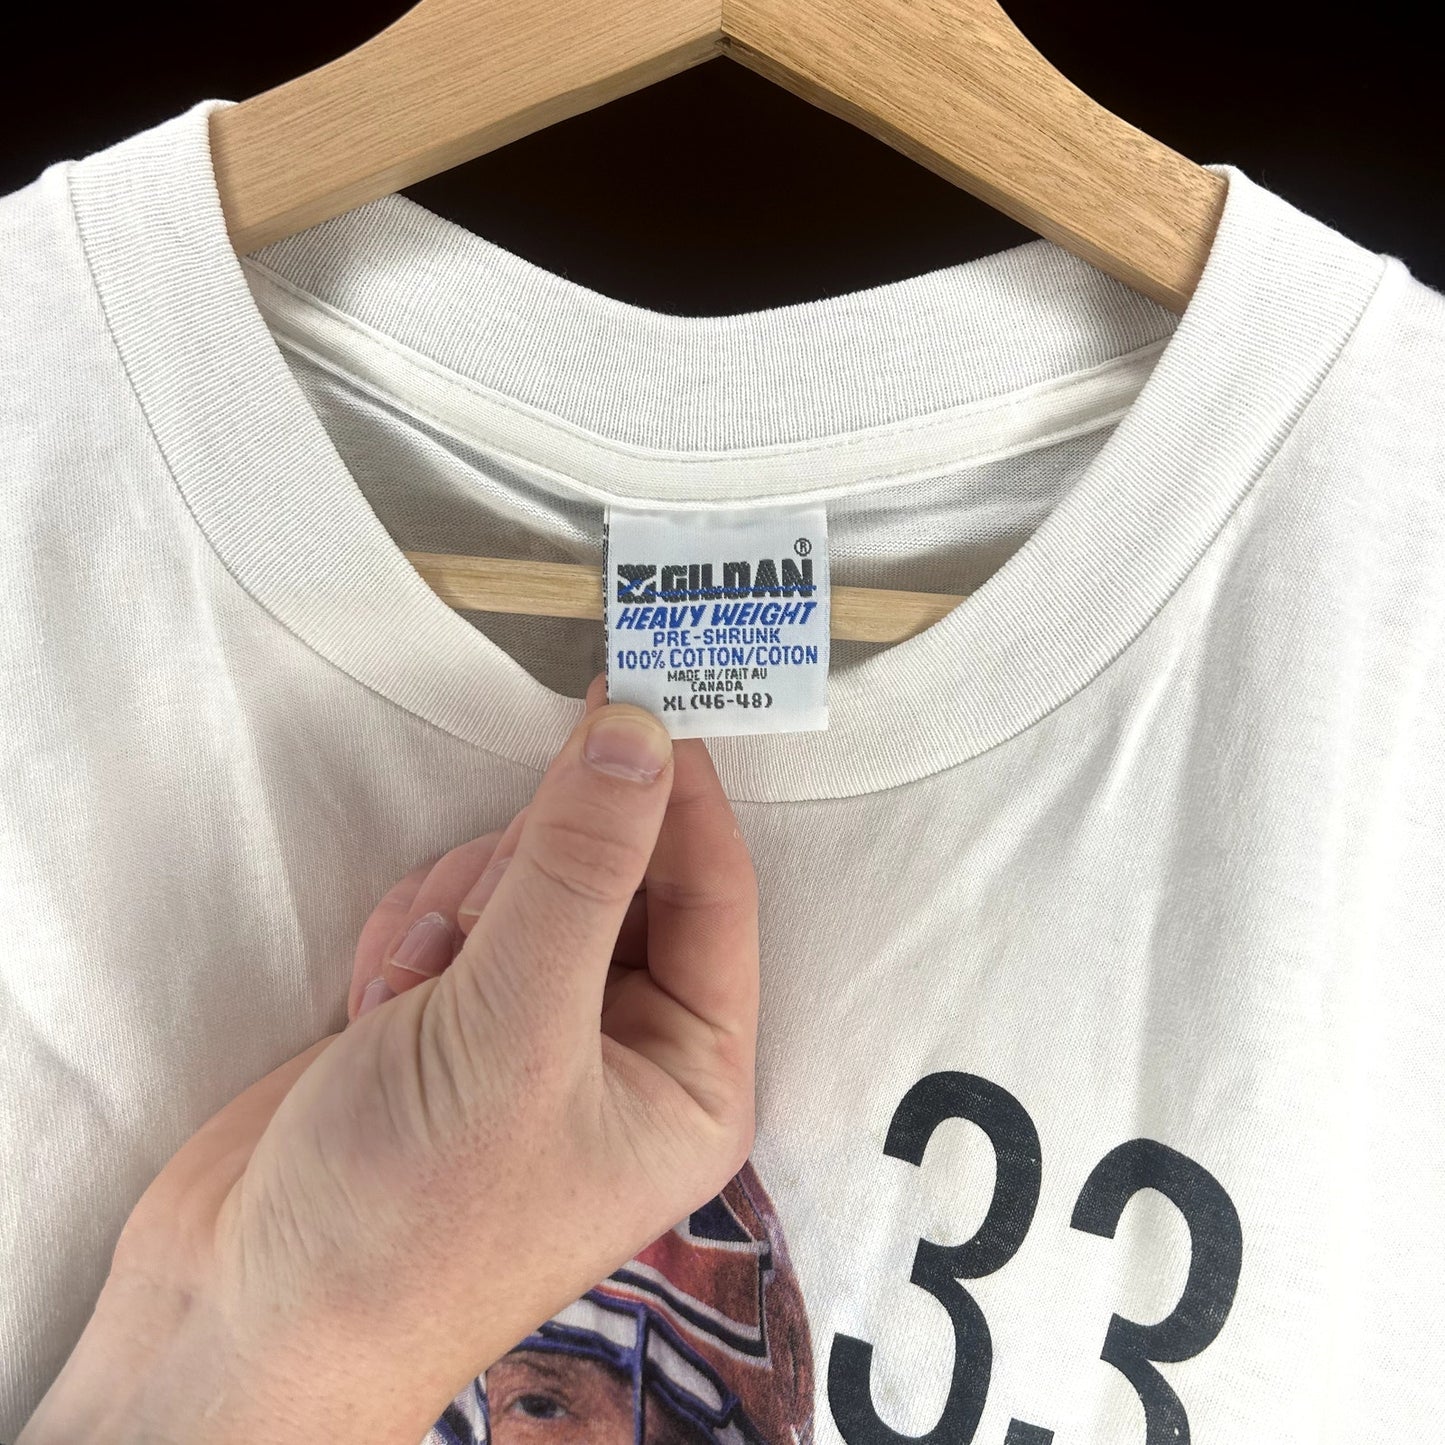 GILDAN®
HEAVY WEIGHT
PRE-SHRUNK
100% COTTON/COTON
MADE IN/FAIT AU
CANADA
XL (46-48)
33